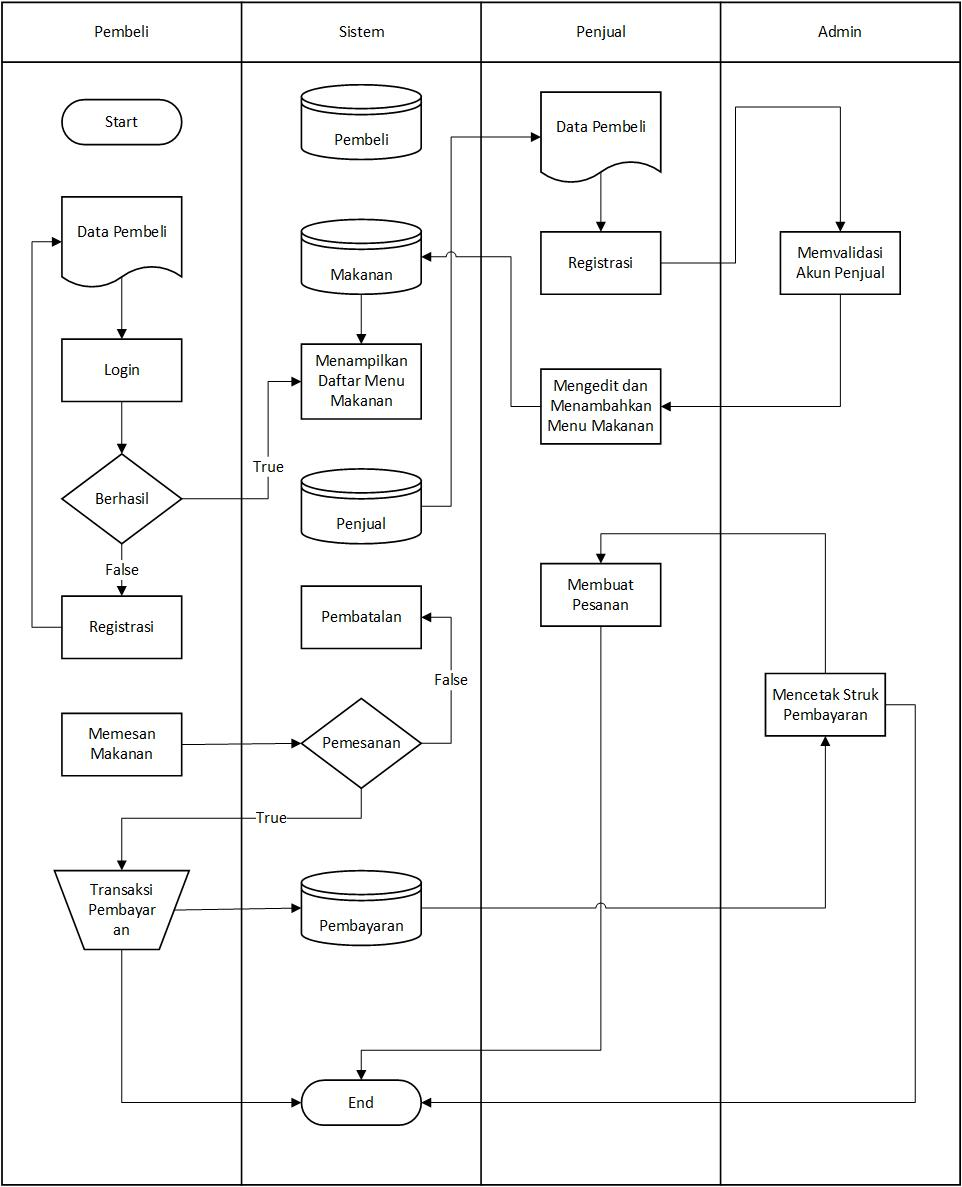 Pembeli
Sistem
Penjual
Admin
Start
Pembeli
Data Pembeli
Data Pembeli
Makanan
Registrasi
Memvalidasi
Akun Penjual
Login
Menampilkan
Daftar Menu
Makanan
Mengedit dan
Menambahkan
Menu Makanan
True
Berhasil
Penjual
False
Registrasi
Pembatalan
Membuat
Pesanan
False
Memesan
Makanan
Pemesanan
Mencetak Struk
Pembayaran
True
Transaksi
Pembayar
an
Pembayaran
End